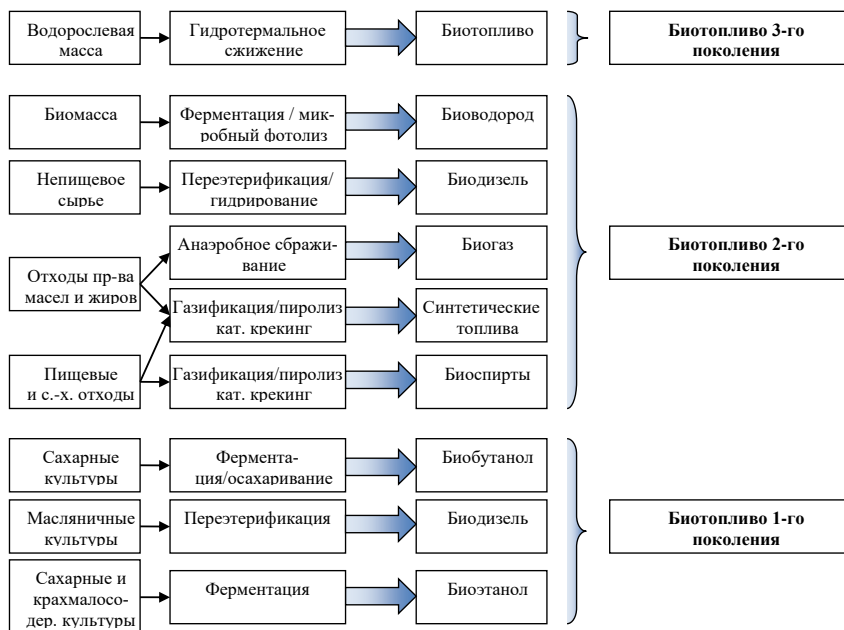 Водорослевая
масса
Гидротермальное
сжижение
Биотопливо
Биотопливо 3-го
поколения
Биомасса
Ферментация / мик-
робный фотолиз
Биоводород
Непищевое
сырье
Переэтерификация/
гидрирование
Биодизель
Отходы пр-ва
масел и жиров
Анаэробное сбражи-
вание
Биогаз
Газификация/пиролиз
кат. крекинг
Синтетические
топлива
Пищевые
и с.-х. отходы
Газификация/пиролиз
кат. крекинг
Биоспирты
Биотопливо 2-го
поколения
Сахарные
культуры
Фермента-
ция/осахаривание
Биобутанол
Масляничные
культуры
Переэтерификация
Биодизель
Сахарные и
крахмалосо-
дер. культуры
Ферментация
Биоэтанол
Биотопливо 1-го
поколения